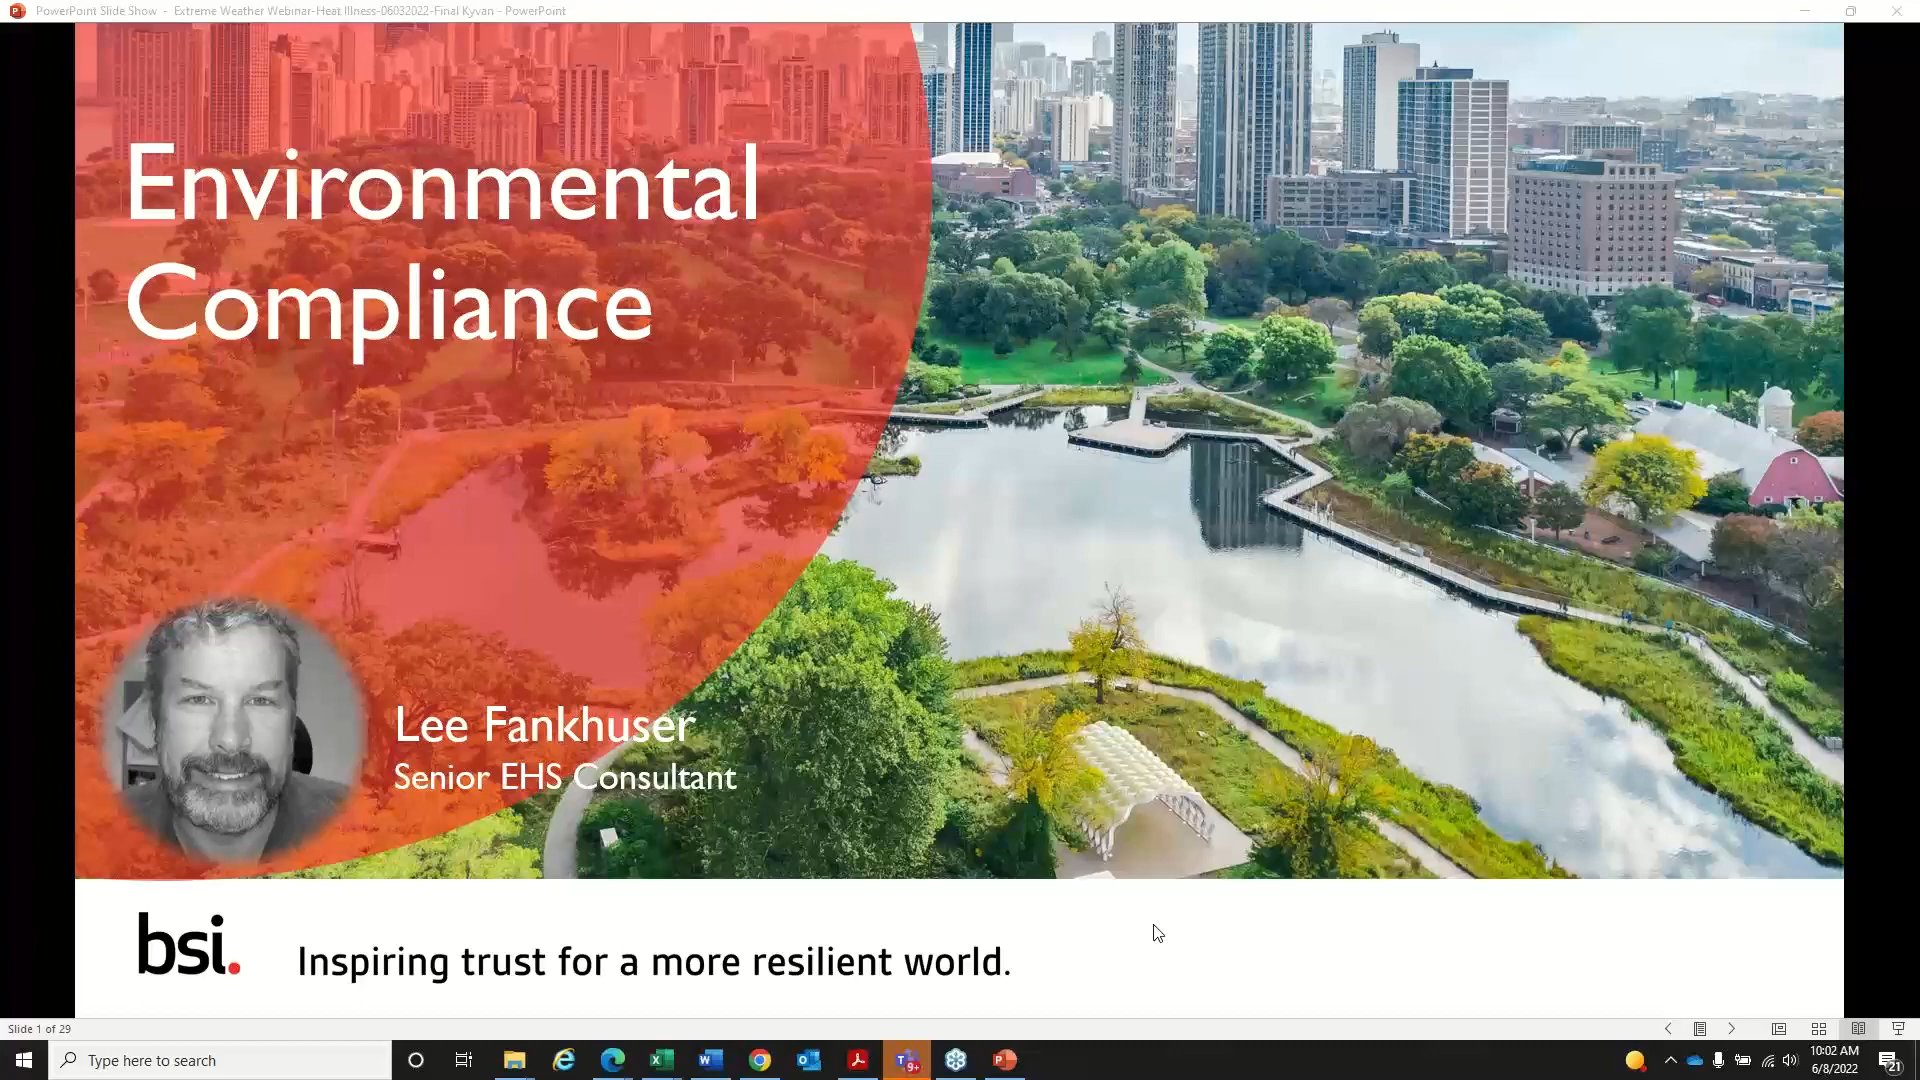 PowerPoint Slide Show - Extreme Weather Webinar-Heat Illness-06032022-Final Kyvan - PowerPoint
Environmental
Compliance
Lee Fankhuser
Senior EHS Consultant
bsi.
Inspiring trust for a more resilient world.
Slide 1 of 29
Type here to search
9+
10:02 AM
6/8/2022
21